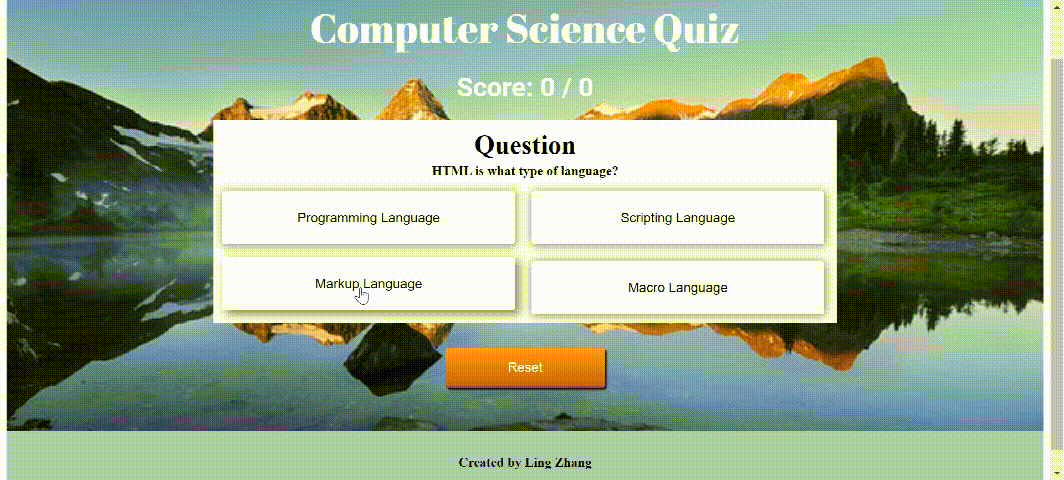 Computer Science Quiz
Score: 0 / 0
Question
HTML is what type of language?
Programming Language
Scripting Language
Markup Language
Macro Language
Reset
Created by Ling Zhang